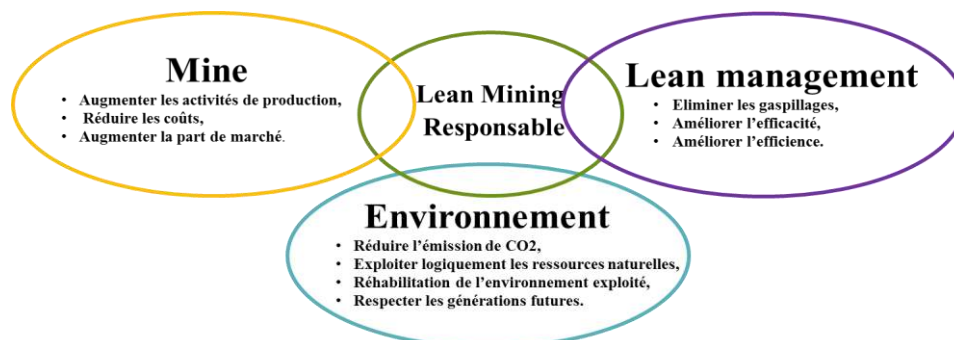 Mine
• Augmenter les activités de production,
• Réduire les coûts,
• Augmenter la part de marché.
Lean Mining
Responsable
Lean management
• Eliminer les gaspillages,
• Améliorer l'efficacité,
• Améliorer l'efficience.
Environnement
• Réduire l'émission de CO2,
• Exploiter logiquement les ressources naturelles,
• Réhabilitation de l'environnement exploité,
• Respecter les générations futures.